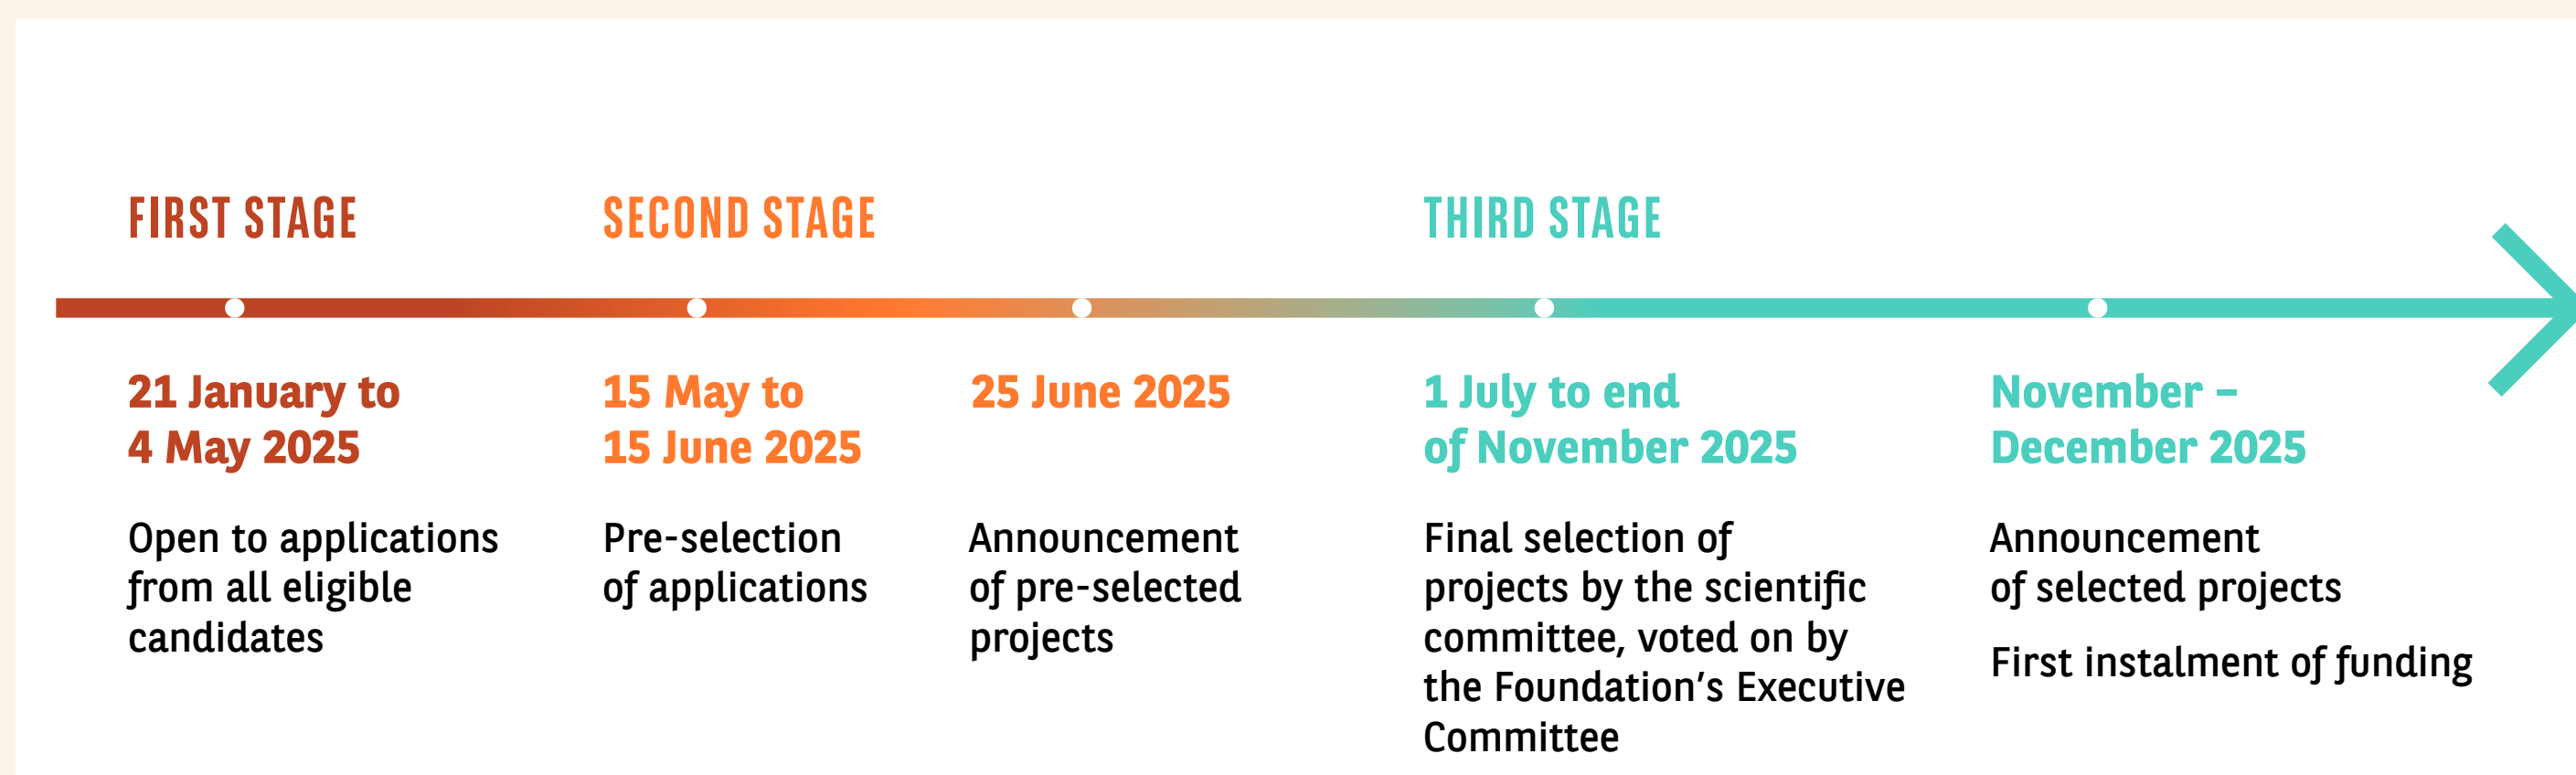 FIRST STAGE
21 January to
4 May 2025
Open to applications
from all eligible
candidates
SECOND STAGE
15 May to
15 June 2025
Pre-selection
of applications
25 June 2025
Announcement
of pre-selected
projects
THIRD STAGE
1 July to end
of November 2025
Final selection of
projects by the scientific
committee, voted on by
the Foundation’s Executive
Committee
November –
December 2025
Announcement
of selected projects
First instalment of funding